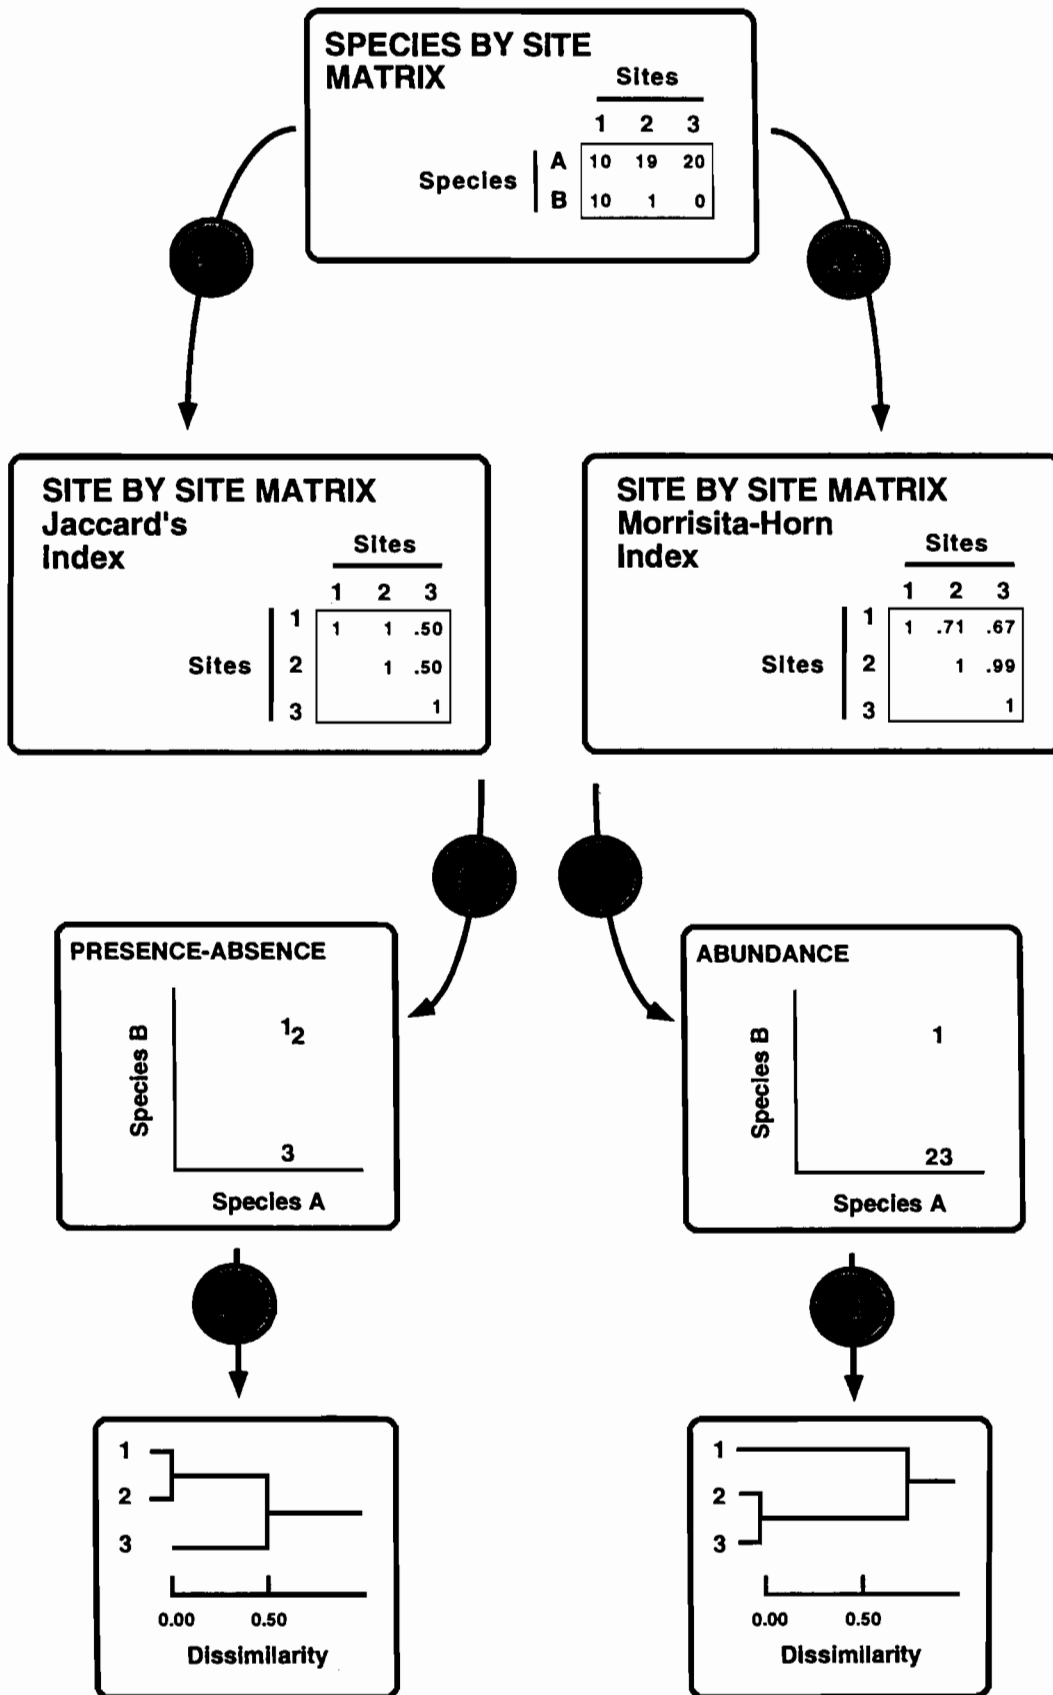 SPECIES BY SITE
MATRIX
Sites
1 2 3
Species
A 10 19 20
B 10 1 0
SITE BY SITE MATRIX
Jaccard's
Index
Sites
1 2 3
Sites
1 1 1 .50
2 1 .50
3 1
SITE BY SITE MATRIX
Morrisita-Horn
Index
Sites
1 2 3
Sites
1 1 .71 .67
2 1 .99
3 1
PRESENCE-ABSENCE
Species B
12
3
Species A
ABUNDANCE
Species B
1
23
Species A
1
2
3
0.00 0.50
Dissimilarity
1
2
3
0.00 0.50
Dissimilarity